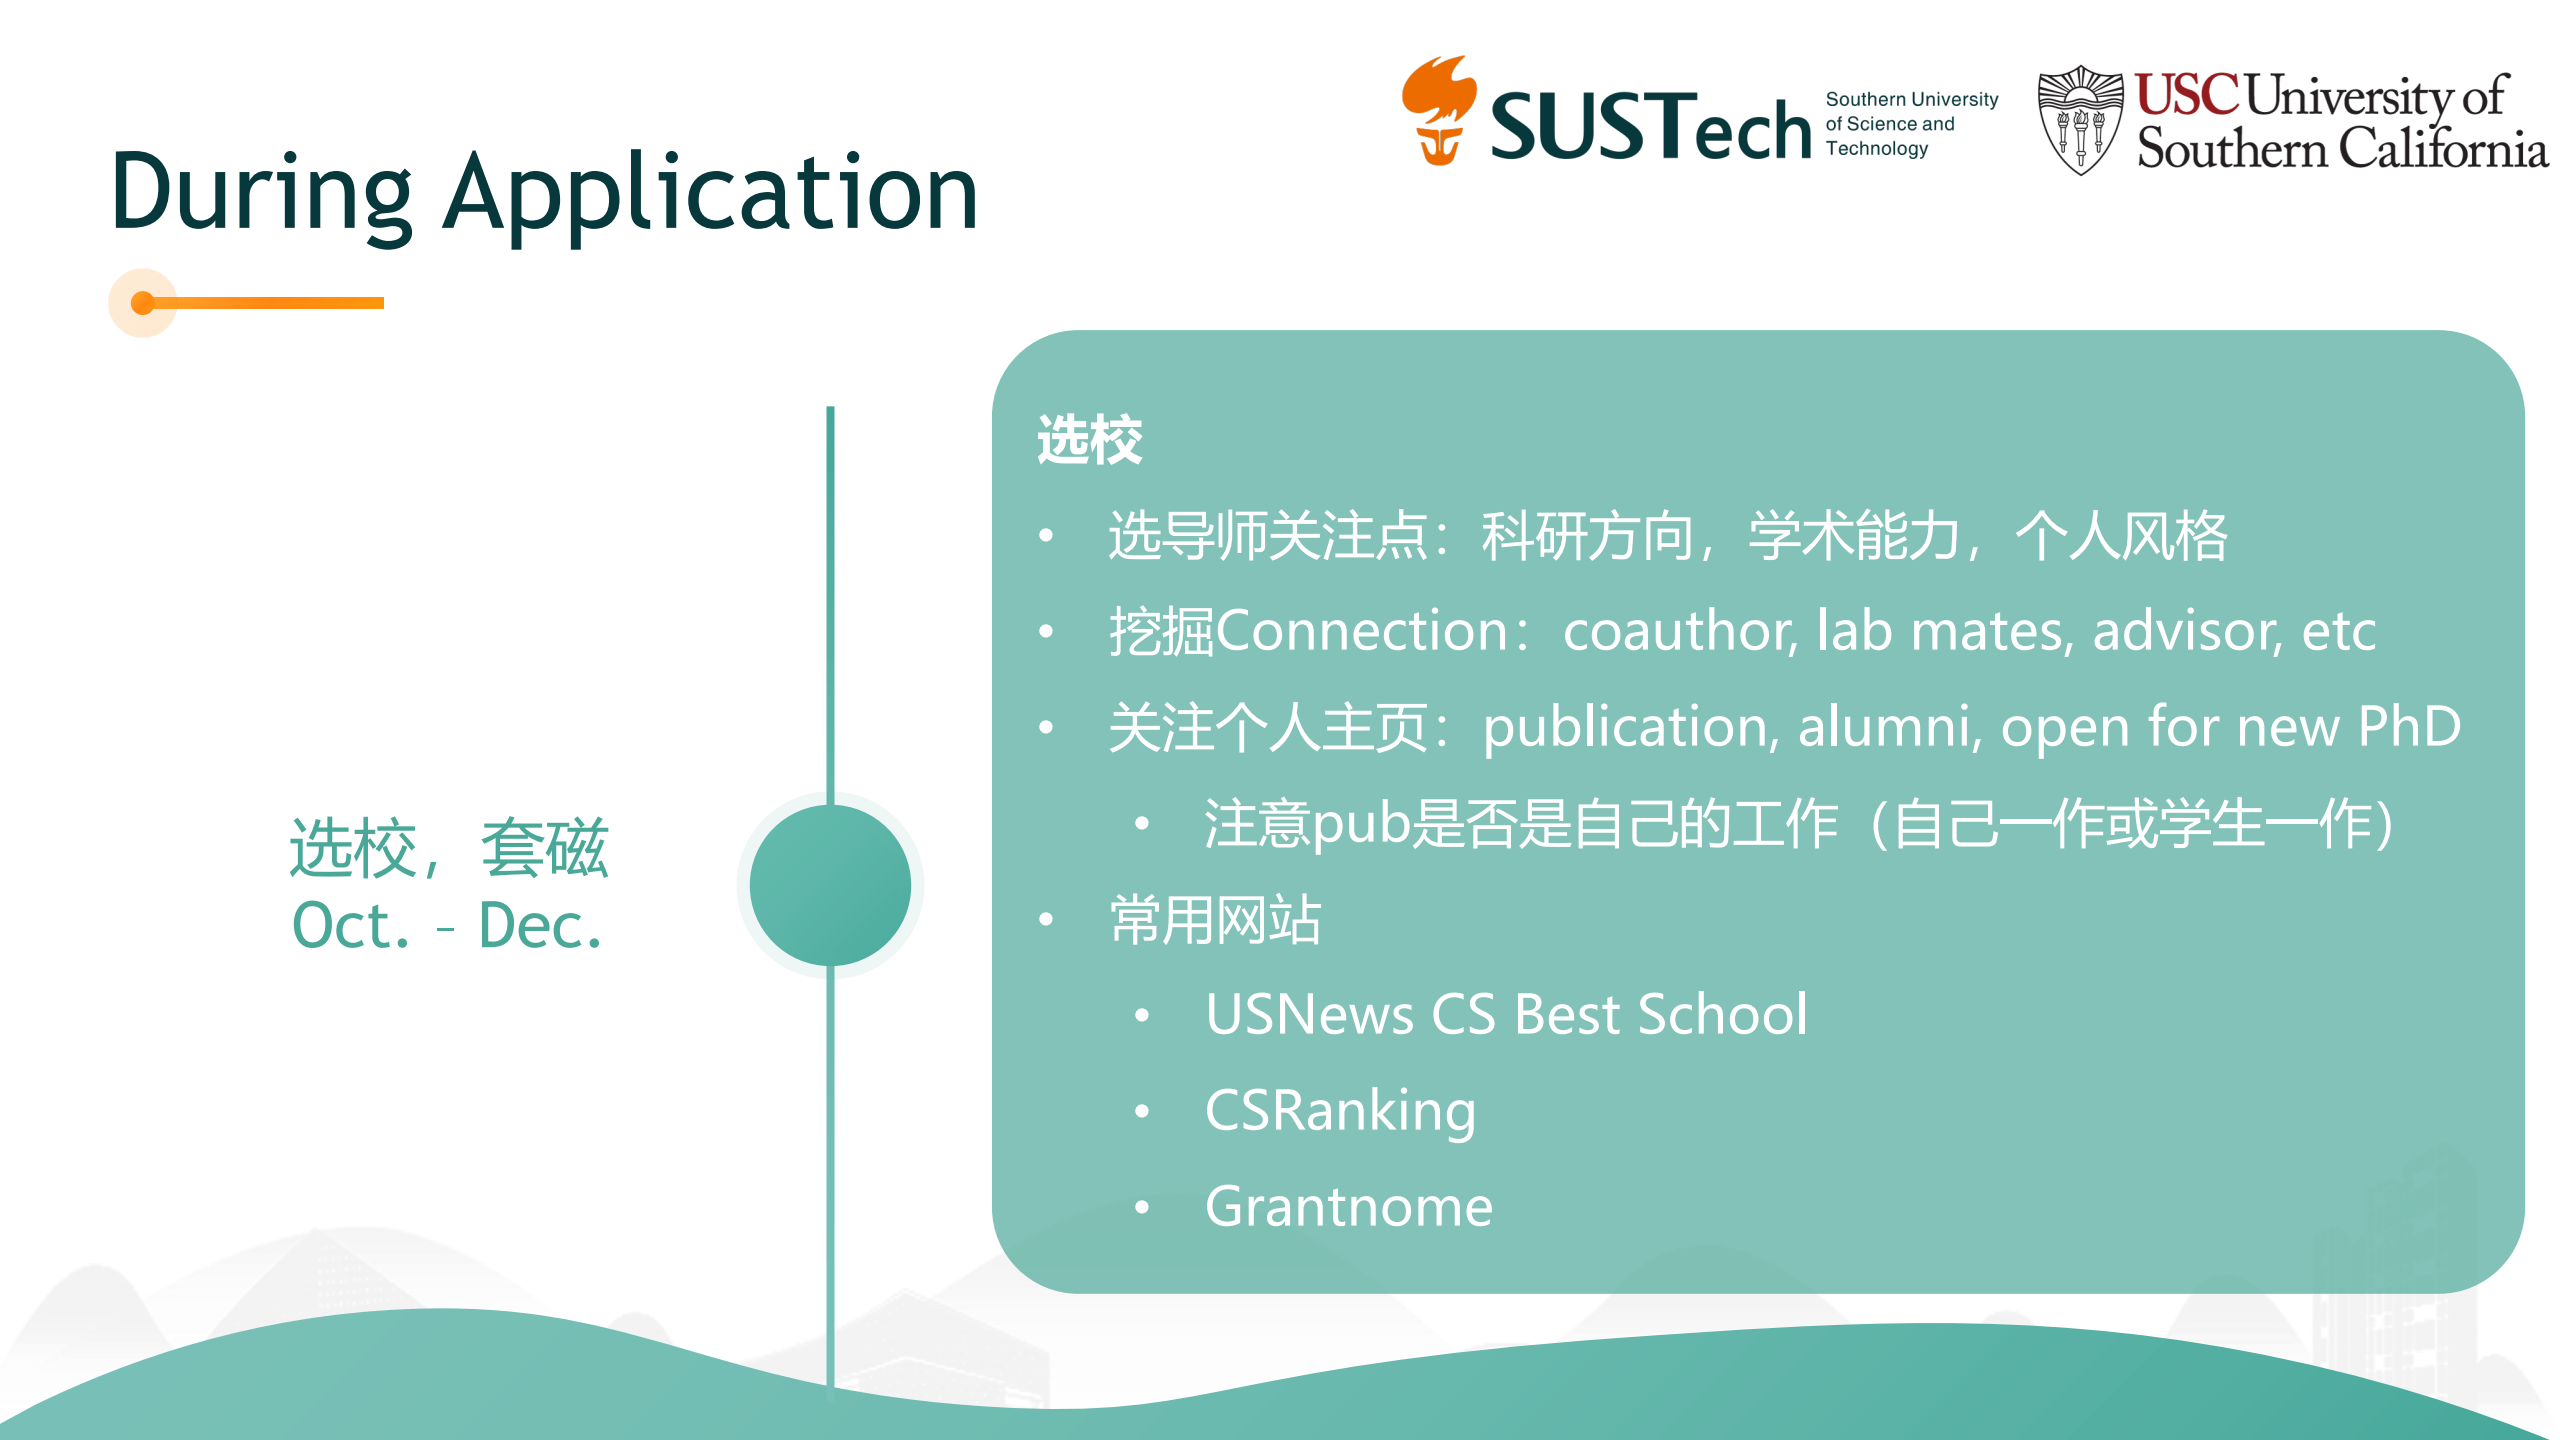 SUSTech
Southern University
of Science and
Technology
USC University of
Southern California
During Application
选校，套磁
Oct. – Dec.
选校
• 选导师关注点：科研方向，学术能力，个人风格
• 挖掘Connection：coauthor, lab mates, advisor, etc
• 关注个人主页：publication, alumni, open for new PhD
• 注意pub是否是自己的工作（自己一作或学生一作）
• 常用网站
• USNews CS Best School
• CSRanking
• Grantnome